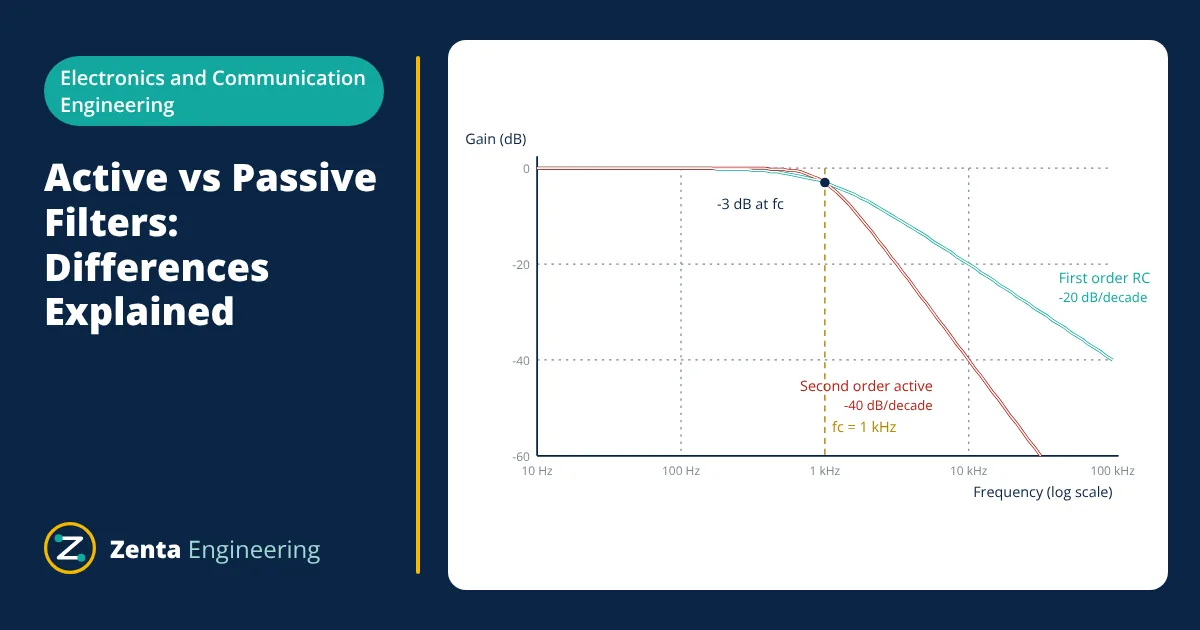 Electronics and Communication
Engineering
Active vs Passive
Filters:
Differences
Explained
Zenta Engineering
Gain (dB)
0
-20
-40
-60
-3 dB at fc
First order RC
-20 dB/decade
Second order active
-40 dB/decade
fc = 1 kHz
10 Hz
100 Hz
1 kHz
10 kHz
100 kHz
Frequency (log scale)